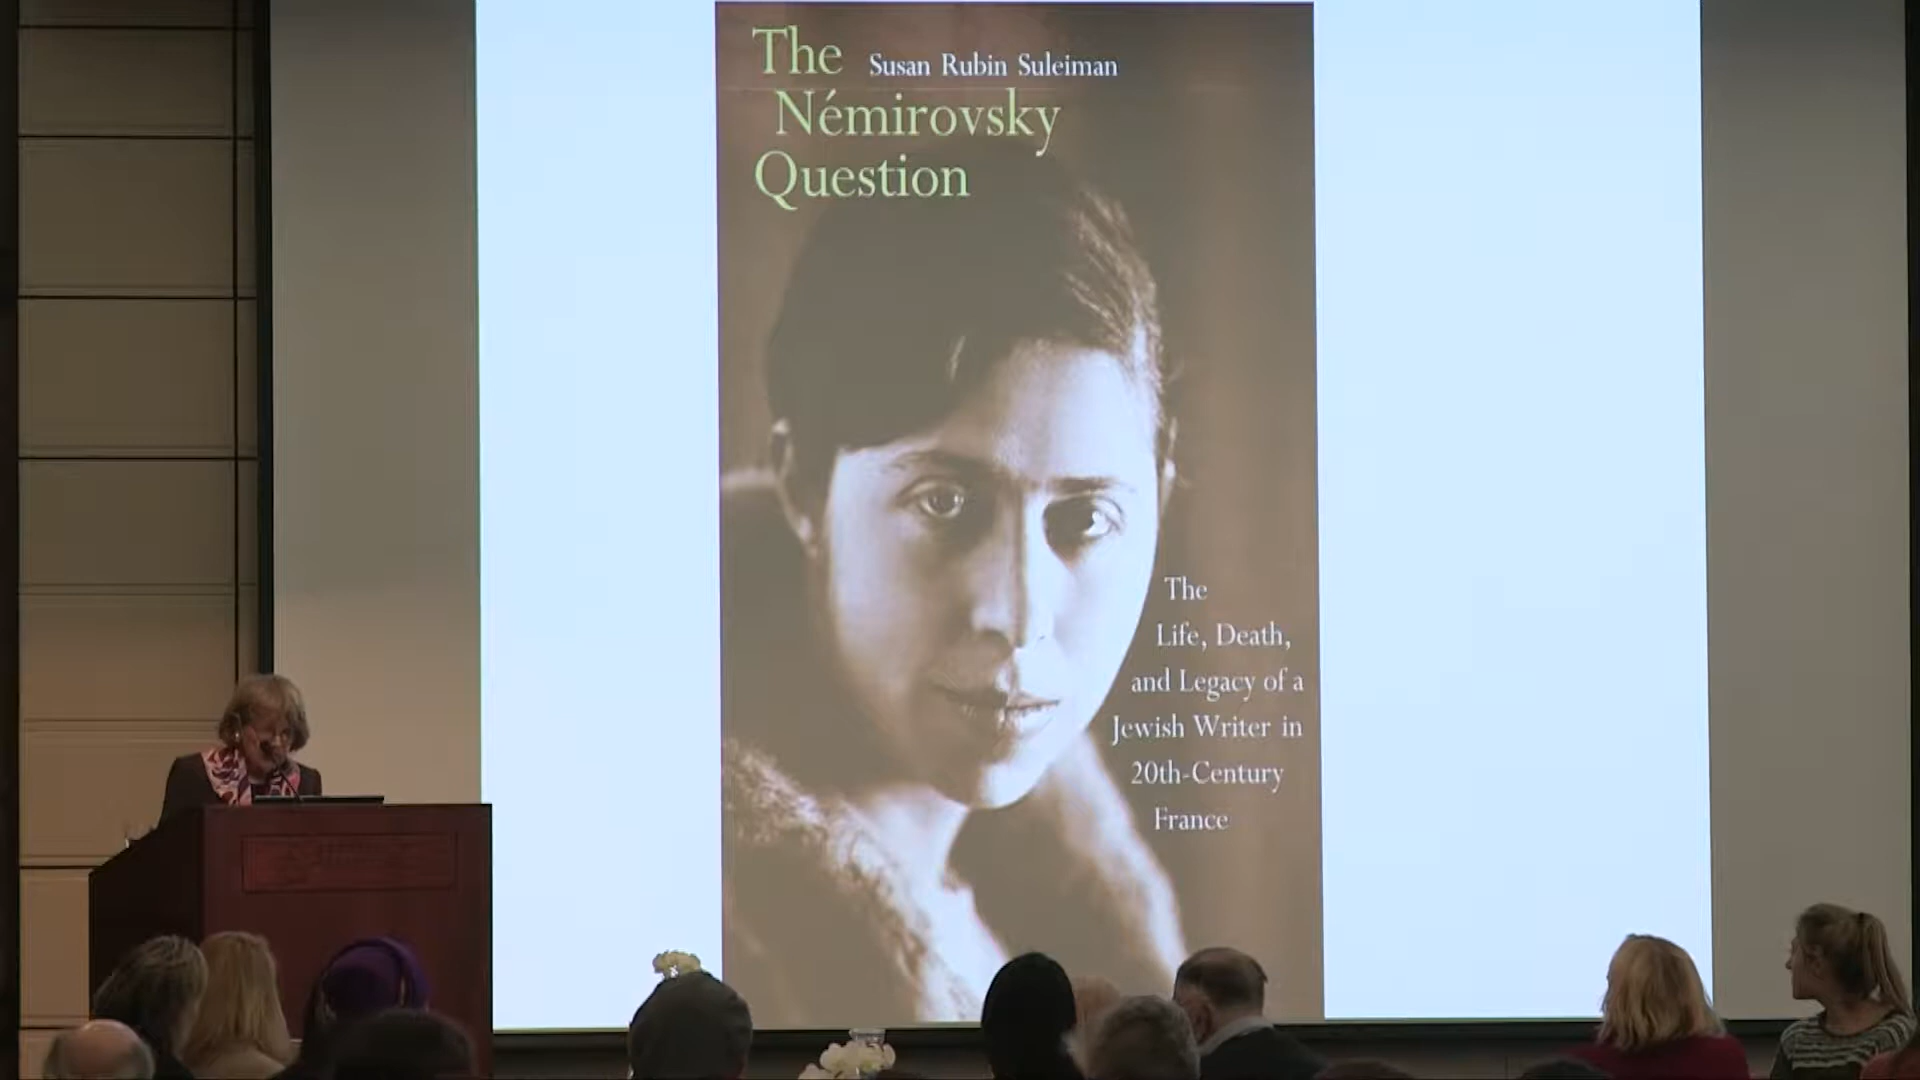 The
Susan Rubin Suleiman
Némirovsky
Question
The
Life, Death,
and Legacy of a
Jewish Writer in
20th-Century
France